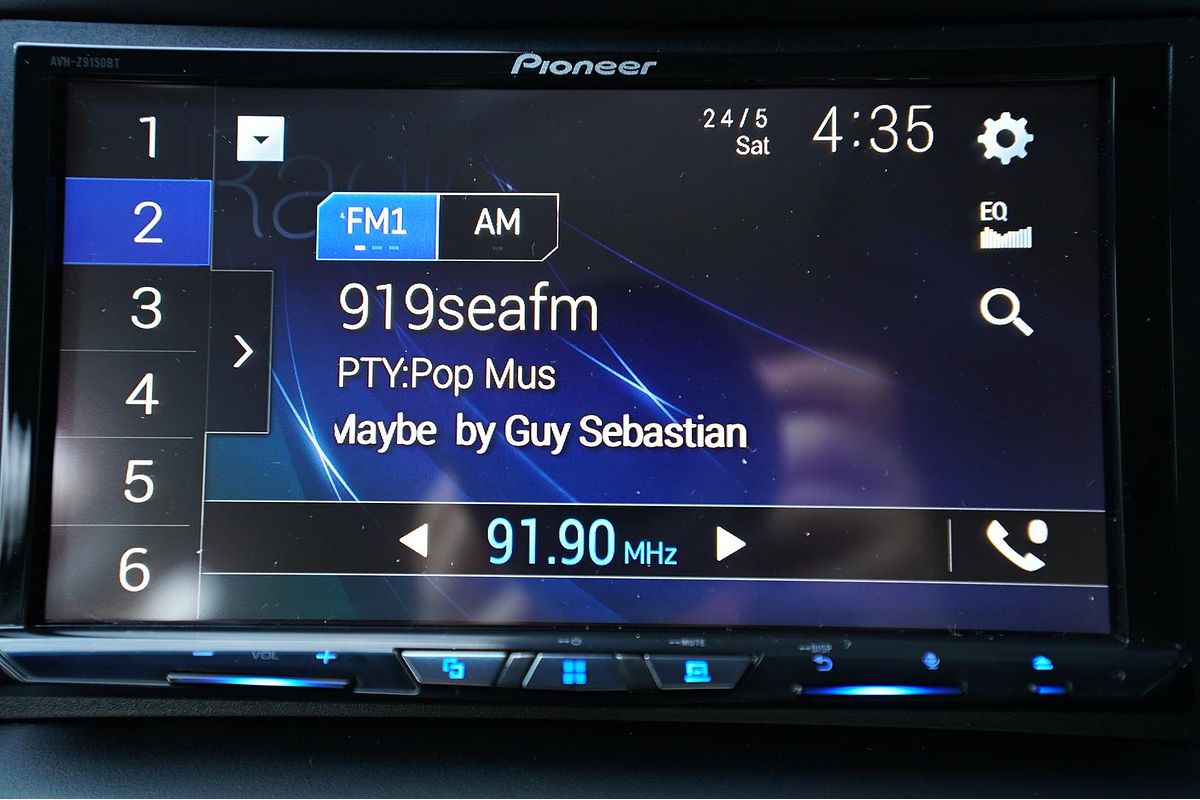 AVH-Z9150BT
Pioneer
1
2
3
4
5
6
Radio
24/5
Sat
4:35
FM1
AM
EQ
919seafm
PTY:Pop Mus
Maybe by Guy Sebastian
91.90 MHz
VOL
MUTE
DISP